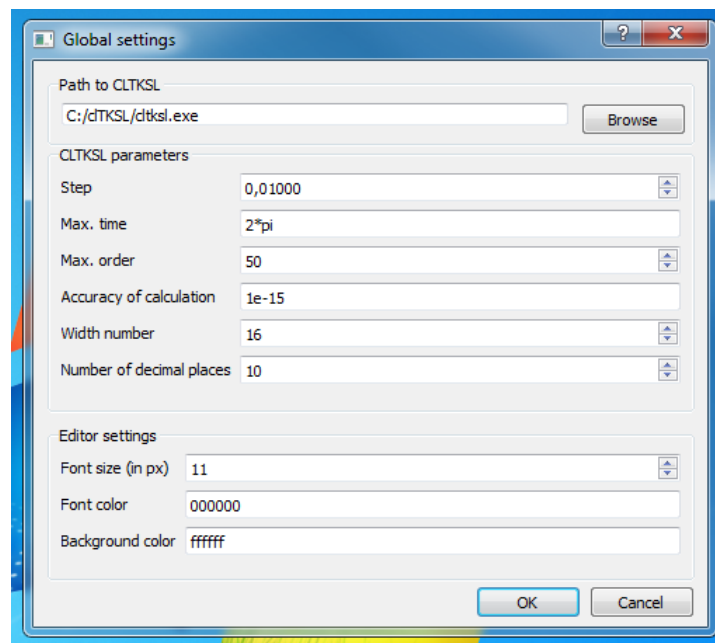 Global settings
Path to CLTKSL
C:/clTKSL/cltksl.exe
Browse
CLTKSL parameters
Step 0,01000
Max. time 2*pi
Max. order 50
Accuracy of calculation 1e-15
Width number 16
Number of decimal places 10
Editor settings
Font size (in px) 11
Font color 000000
Background color ffffff
OK Cancel